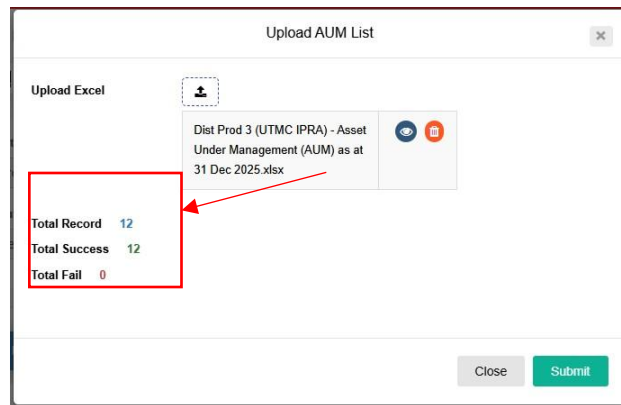 Upload AUM List
Upload Excel
Dist Prod 3 (UTMC IPRA) - Asset
Under Management (AUM) as at
31 Dec 2025.xlsx
Total Record 12
Total Success 12
Total Fail 0
Close Submit